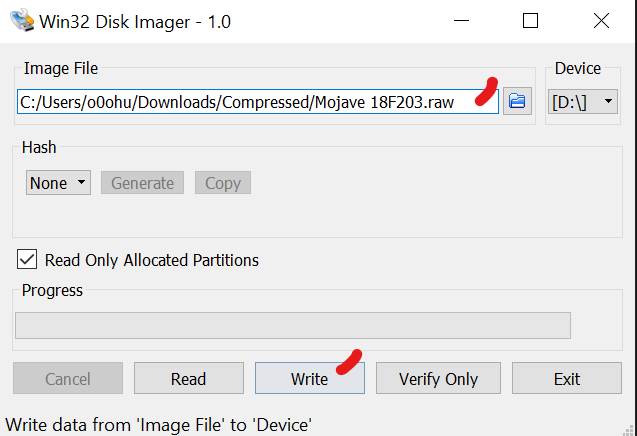 Win32 Disk Imager - 1.0
Image File
Device
C:/Users/o0ohu/Downloads/Compressed/Mojave 18F203.raw
[D:\]
Hash
None
Generate
Copy
Read Only Allocated Partitions
Progress
Cancel
Read
Write
Verify Only
Exit
Write data from 'Image File' to 'Device'